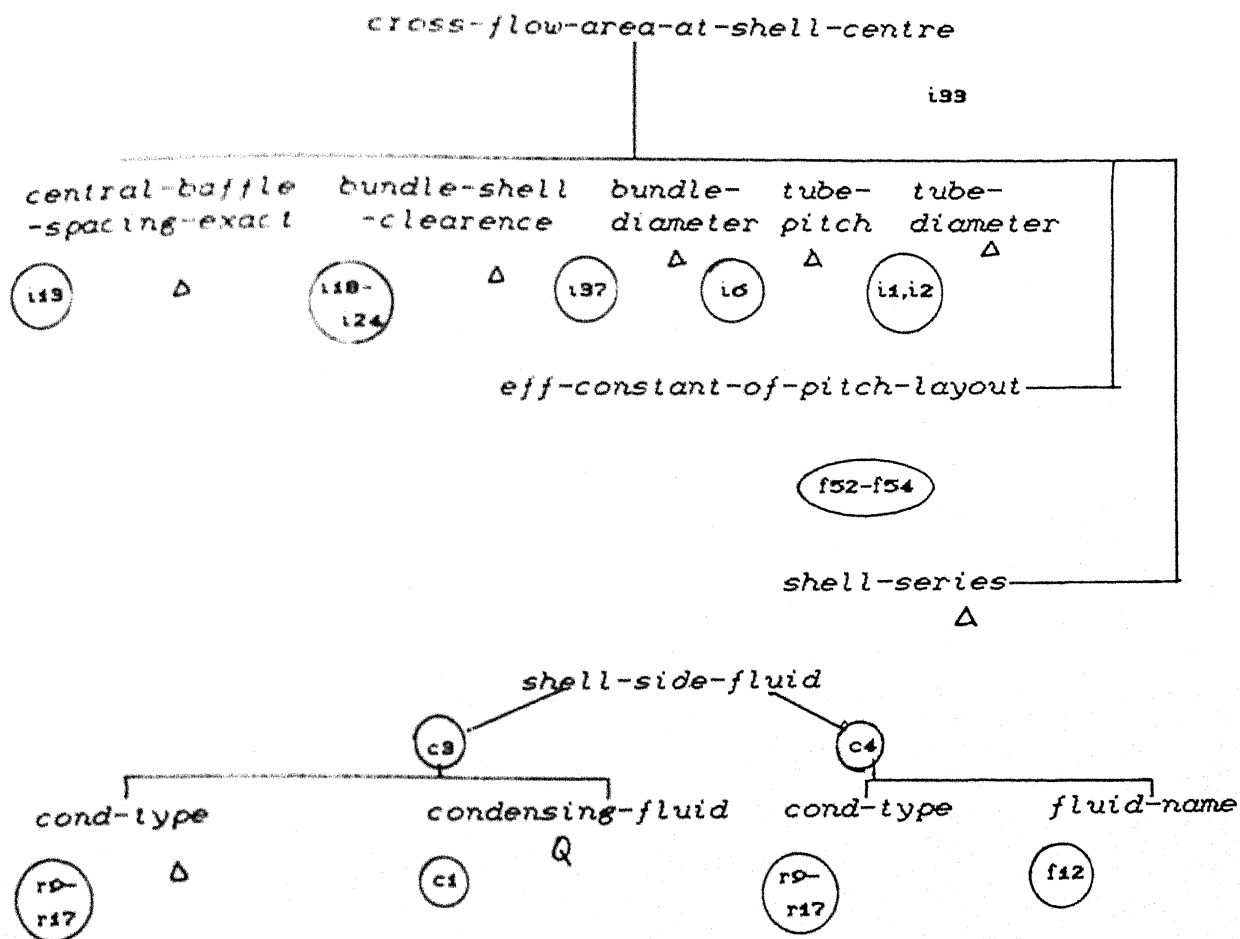 cross-flow-area-at-shell-centre
i33
central-baffle bundle-shell bundle- tube- tube-
-spacing-exact -clearence diameter pitch diameter
Δ Δ Δ Δ Δ
i13 i18- i37 i6 i1,i2
i24
eff-constant-of-pitch-layout
f52-f54
shell-series
Δ
shell-side-fluid
c3 c4
cond-type condensing-fluid cond-type fluid-name
Δ Q
r9- c1 r9- f12
r17 r17